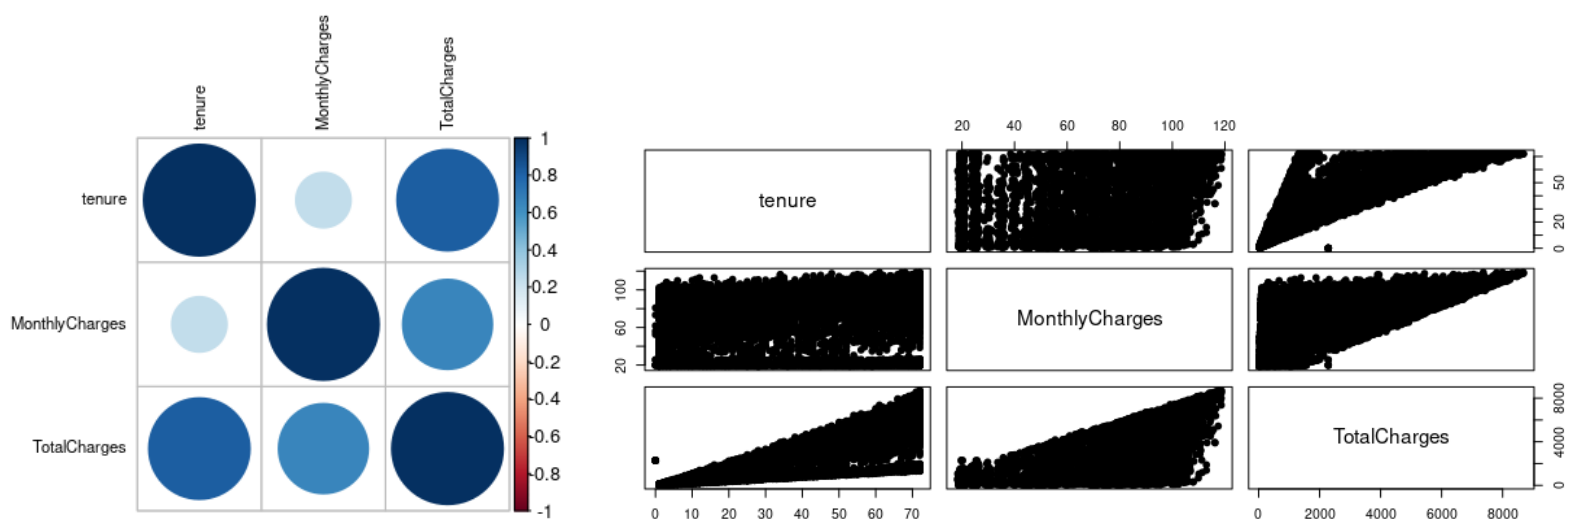 tenure
MonthlyCharges
TotalCharges
tenure
MonthlyCharges
TotalCharges
1
0.8
0.6
0.4
0.2
0
-0.2
-0.4
-0.6
-0.8
-1
20 40 60 80 100 120
tenure
0 20 50
20 60 100
MonthlyCharges
TotalCharges
0 4000 8000
0 10 20 30 40 50 60 70
0 2000 4000 6000 8000